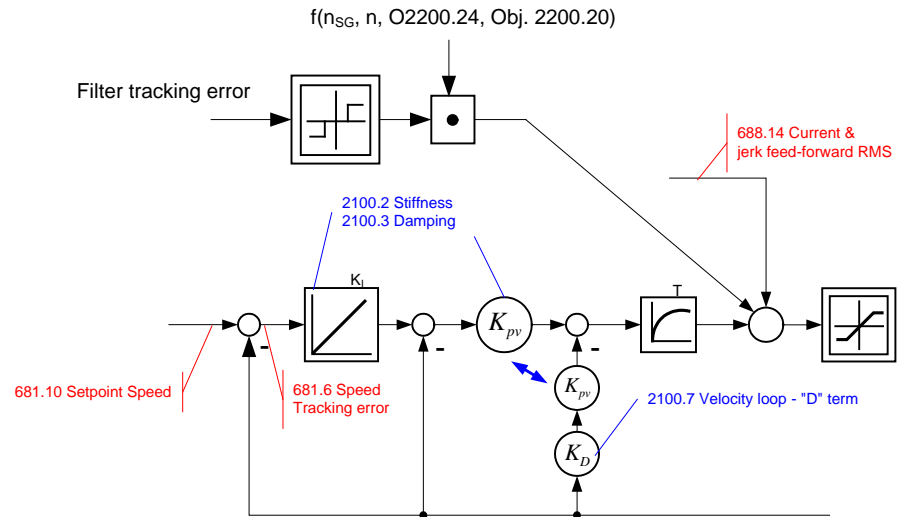 f(nSG, n, O2200.24, Obj. 2200.20)
Filter tracking error
688.14 Current &
jerk feed-forward RMS
2100.2 Stiffness
2100.3 Damping
KI
T
Kpv
-
-
-
681.10 Setpoint Speed
681.6 Speed
Tracking error
Kpv
2100.7 Velocity loop - "D" term
KD